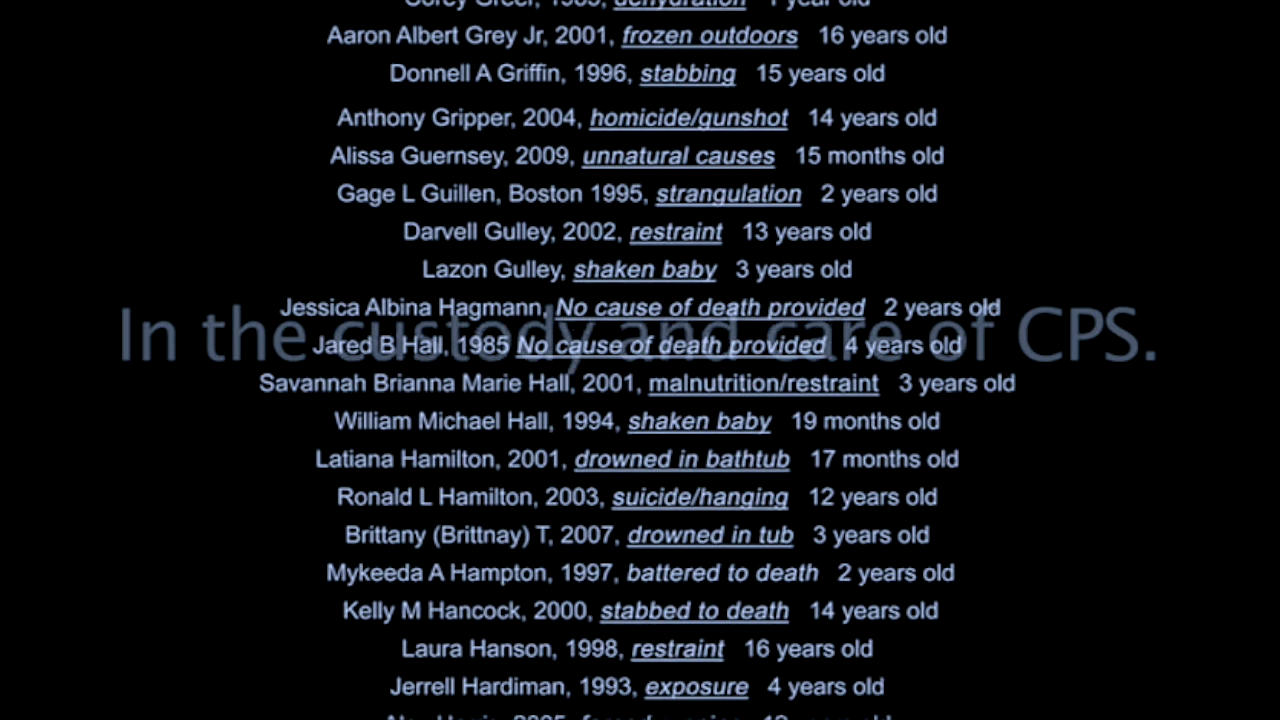 Corey Greer, 1985, dehydration 1 year old
Aaron Albert Grey Jr, 2001, frozen outdoors 16 years old
Donnell A Griffin, 1996, stabbing 15 years old
Anthony Gripper, 2004, homicide/gunshot 14 years old
Alissa Guernsey, 2009, unnatural causes 15 months old
Gage L Guillen, Boston 1995, strangulation 2 years old
Darvell Gulley, 2002, restraint 13 years old
Lazon Gulley, shaken baby 3 years old
Jessica Albina Hagmann, No cause of death provided 2 years old
In the custody and care of CPS.
Jared B Hall, 1985 No cause of death provided 4 years old
Savannah Brianna Marie Hall, 2001, malnutrition/restraint 3 years old
William Michael Hall, 1994, shaken baby 19 months old
Latiana Hamilton, 2001, drowned in bathtub 17 months old
Ronald L Hamilton, 2003, suicide/hanging 12 years old
Brittany (Brittnay) T, 2007, drowned in tub 3 years old
Mykeeda A Hampton, 1997, battered to death 2 years old
Kelly M Hancock, 2000, stabbed to death 14 years old
Laura Hanson, 1998, restraint 16 years old
Jerrell Hardiman, 1993, exposure 4 years old